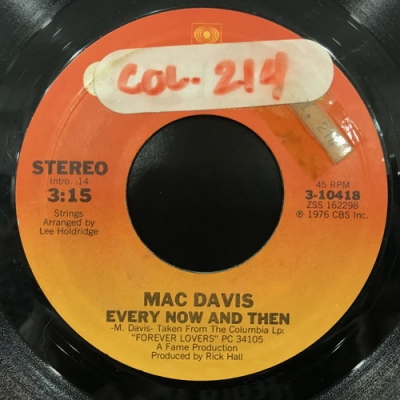 COL. 214
STEREO
Intro. :14
3:15
Strings
Arranged by
Lee Holdridge
45 RPM
3-10418
ZSS 162298
℗ 1976 CBS Inc.
MAC DAVIS
EVERY NOW AND THEN
-M. Davis- Taken From The Columbia Lp:
"FOREVER LOVERS" PC 34105
A Fame Production
Produced by Rick Hall